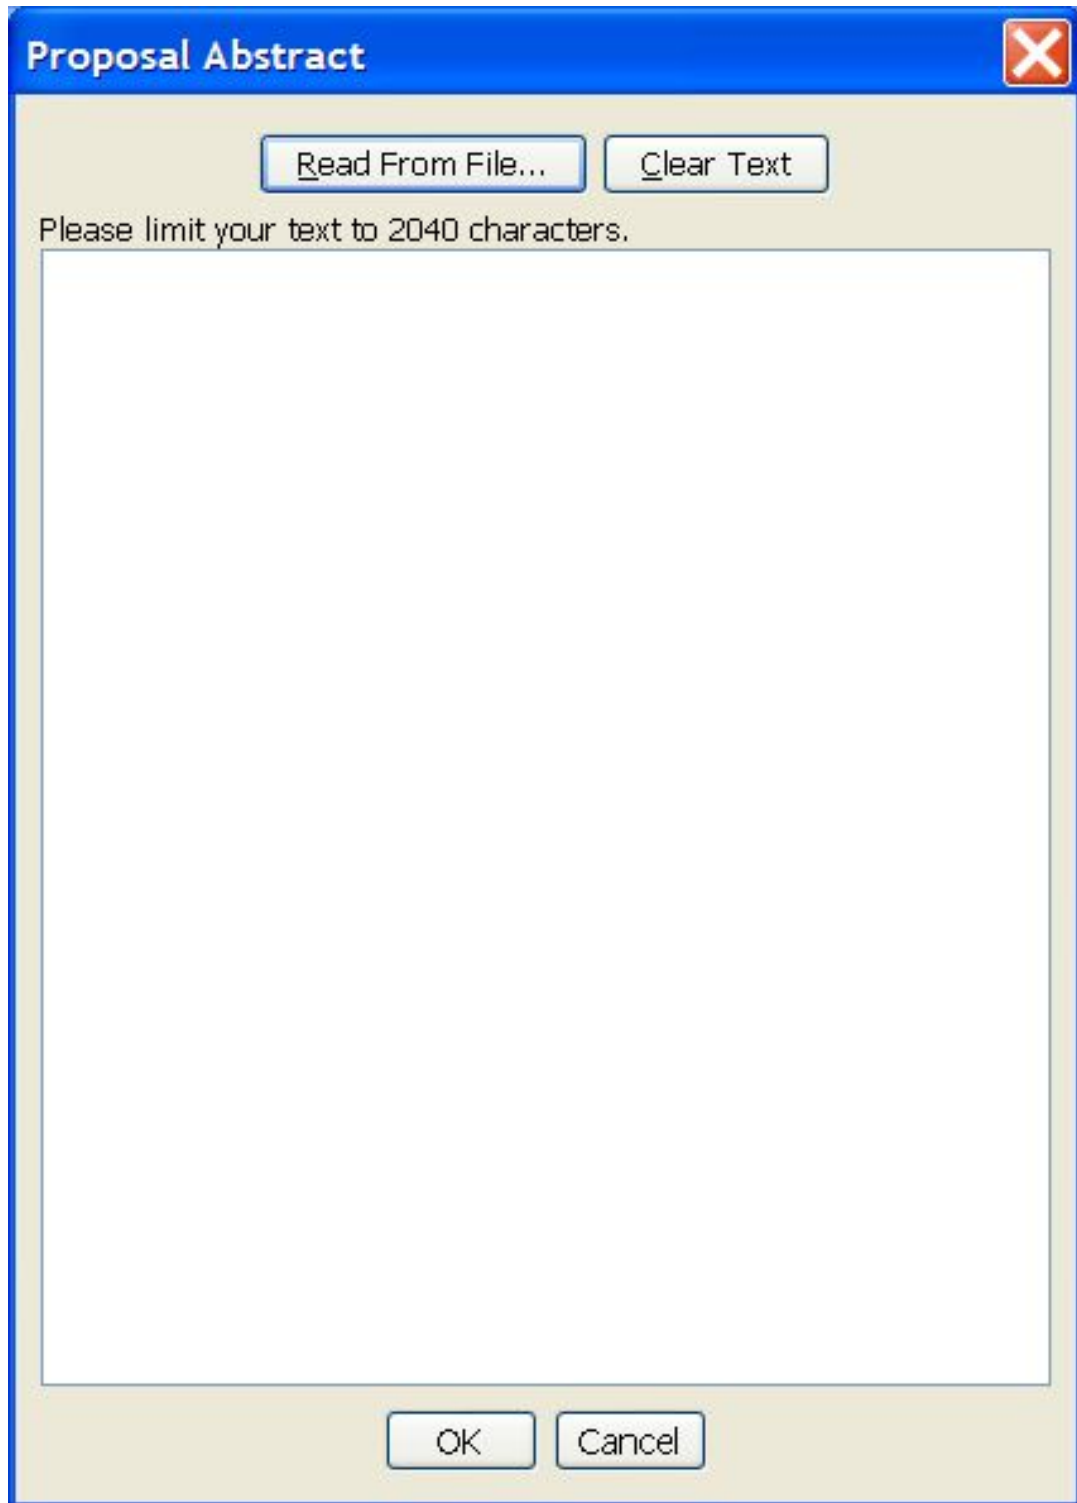 Proposal Abstract
Read From File... Clear Text
Please limit your text to 2040 characters.
OK Cancel